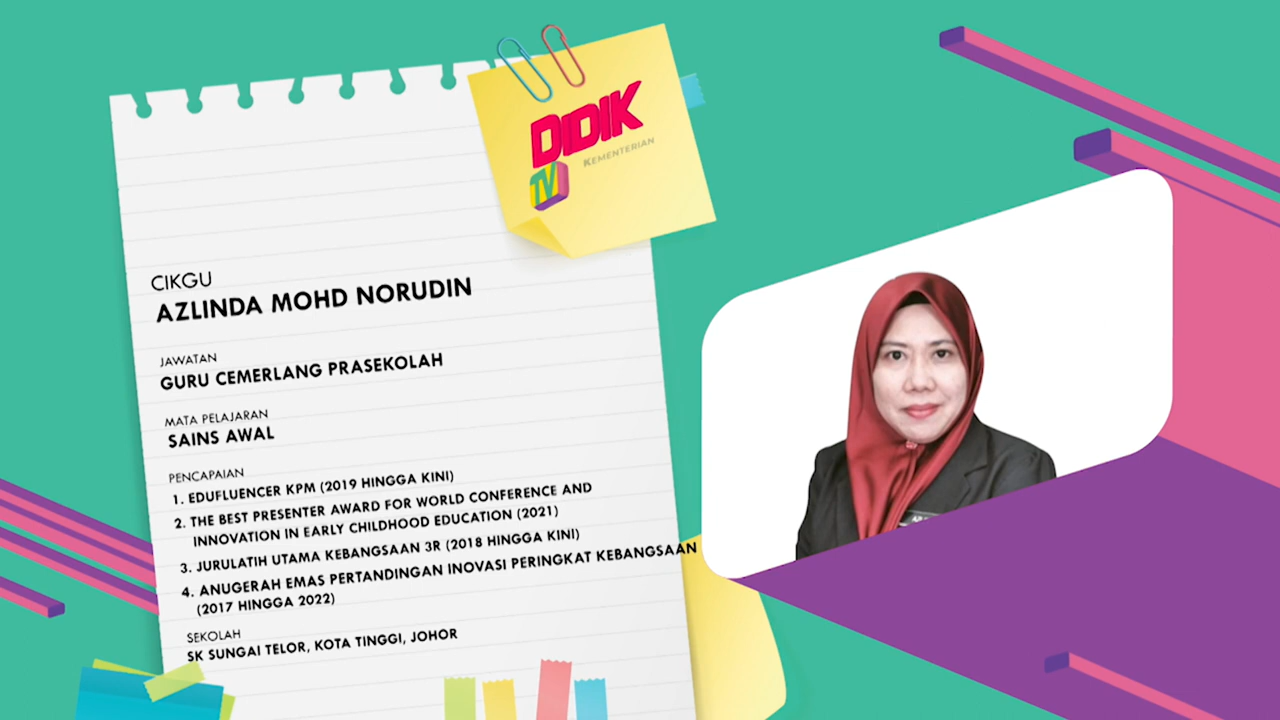 DIDIK
TV
KEMENTERIAN
CIKGU
AZLINDA MOHD NORUDIN
JAWATAN
GURU CEMERLANG PRASEKOLAH
MATA PELAJARAN
SAINS AWAL
PENCAPAIAN
1. EDUFLUENCER KPM (2019 HINGGA KINI)
2. THE BEST PRESENTER AWARD FOR WORLD CONFERENCE AND
INNOVATION IN EARLY CHILDHOOD EDUCATION (2021)
3. JURULATIH UTAMA KEBANGSAAN 3R (2018 HINGGA KINI)
4. ANUGERAH EMAS PERTANDINGAN INOVASI PERINGKAT KEBANGSAAN
(2017 HINGGA 2022)
SEKOLAH
SK SUNGAI TELOR, KOTA TINGGI, JOHOR